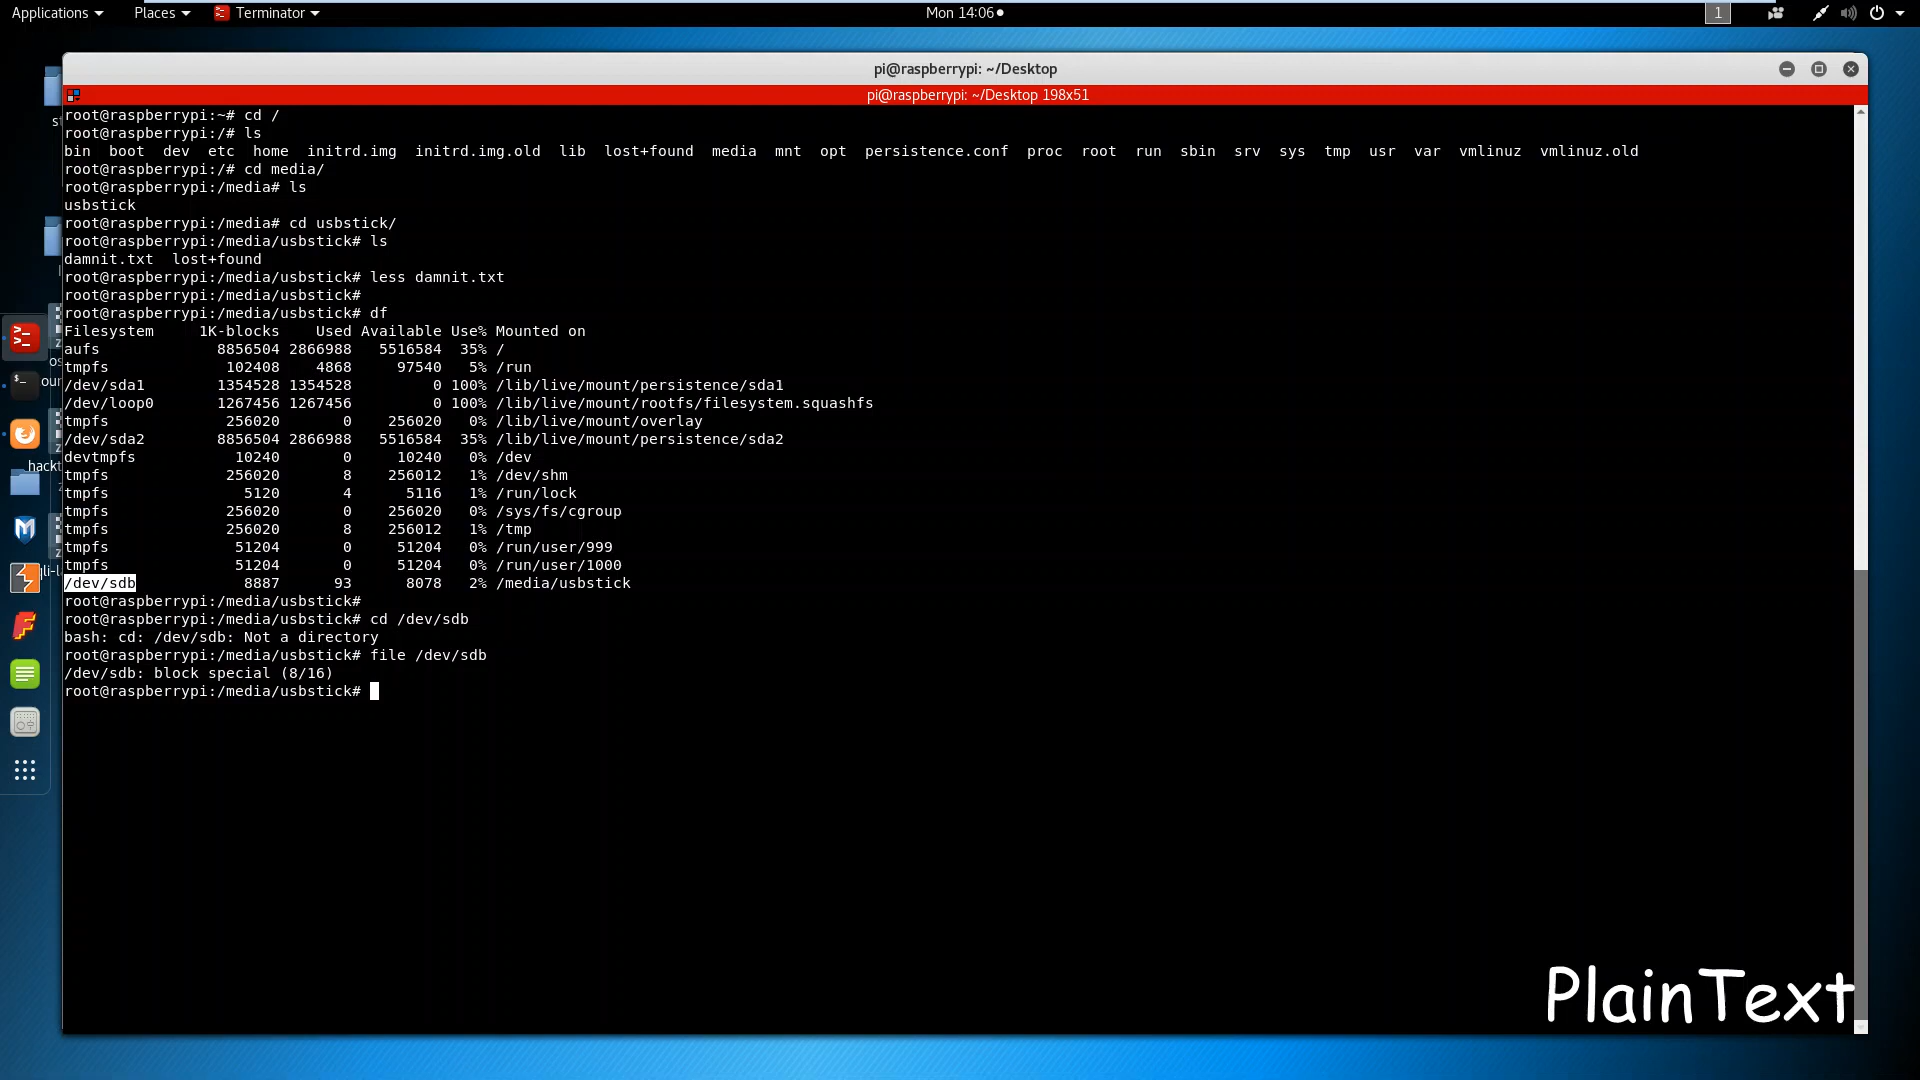 Applications Places Terminator Mon 14:06 1
pi@raspberrypi: ~/Desktop
pi@raspberrypi: ~/Desktop 198x51
root@raspberrypi:~# cd /
root@raspberrypi:/# ls
bin  boot  dev  etc  home  initrd.img  initrd.img.old  lib  lost+found  media  mnt  opt  persistence.conf  proc  root  run  sbin  srv  sys  tmp  usr  var  vmlinuz  vmlinuz.old
root@raspberrypi:/# cd media/
root@raspberrypi:/media# ls
usbstick
root@raspberrypi:/media# cd usbstick/
root@raspberrypi:/media/usbstick# ls
damnit.txt  lost+found
root@raspberrypi:/media/usbstick# less damnit.txt
root@raspberrypi:/media/usbstick#
root@raspberrypi:/media/usbstick# df
Filesystem     1K-blocks    Used Available Use% Mounted on
aufs             8856504 2866988   5516584  35% /
tmpfs             102408    4868     97540   5% /run
/dev/sda1        1354528 1354528         0 100% /lib/live/mount/persistence/sda1
/dev/loop0       1267456 1267456         0 100% /lib/live/mount/rootfs/filesystem.squashfs
tmpfs             256020       0    256020   0% /lib/live/mount/overlay
/dev/sda2        8856504 2866988   5516584  35% /lib/live/mount/persistence/sda2
devtmpfs           10240       0     10240   0% /dev
tmpfs             256020       8    256012   1% /dev/shm
tmpfs               5120       4      5116   1% /run/lock
tmpfs             256020       0    256020   0% /sys/fs/cgroup
tmpfs             256020       8    256012   1% /tmp
tmpfs              51204       0     51204   0% /run/user/999
tmpfs              51204       0     51204   0% /run/user/1000
/dev/sdb            8887      93      8078   2% /media/usbstick
root@raspberrypi:/media/usbstick#
root@raspberrypi:/media/usbstick# cd /dev/sdb
bash: cd: /dev/sdb: Not a directory
root@raspberrypi:/media/usbstick# file /dev/sdb
/dev/sdb: block special (8/16)
root@raspberrypi:/media/usbstick#
PlainText